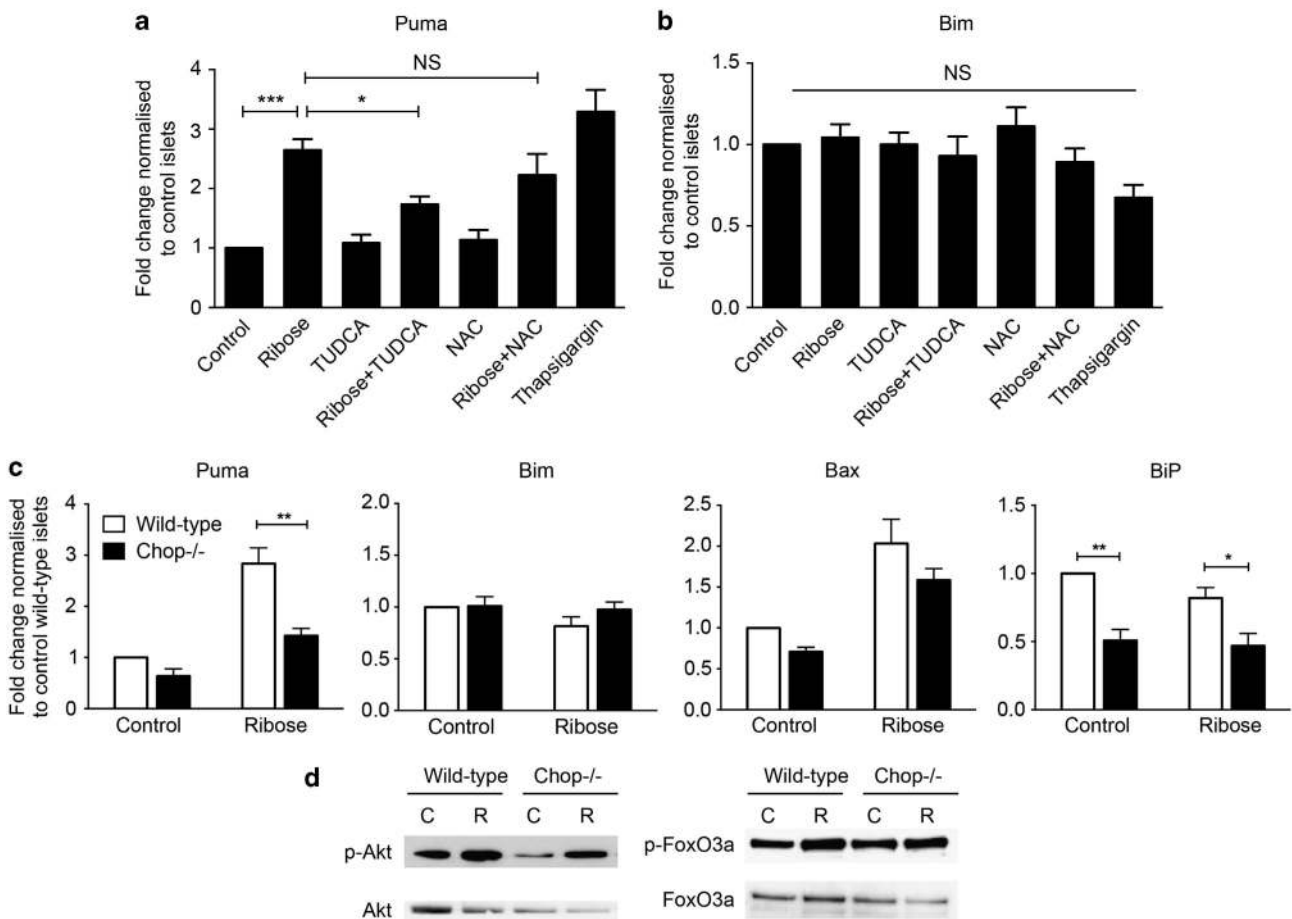 a
Puma
Fold change normalised
to control islets
4
3
2
1
0
***
*
NS
Control
Ribose
TUDCA
Ribose+TUDCA
NAC
Ribose+NAC
Thapsigargin
b
Bim
Fold change normalised
to control islets
1.5
1.0
0.5
0.0
NS
Control
Ribose
TUDCA
Ribose+TUDCA
NAC
Ribose+NAC
Thapsigargin
c
Puma
Fold change normalised
to control wild-type islets
4
3
2
1
0
Wild-type
Chop-/-
**
Control
Ribose
Bim
2.0
1.5
1.0
0.5
0.0
Control
Ribose
Bax
2.5
2.0
1.5
1.0
0.5
0.0
Control
Ribose
BiP
1.5
1.0
0.5
0.0
**
*
Control
Ribose
d
Wild-type
Chop-/-
C
R
C
R
p-Akt
Akt
Wild-type
Chop-/-
C
R
C
R
p-FoxO3a
FoxO3a